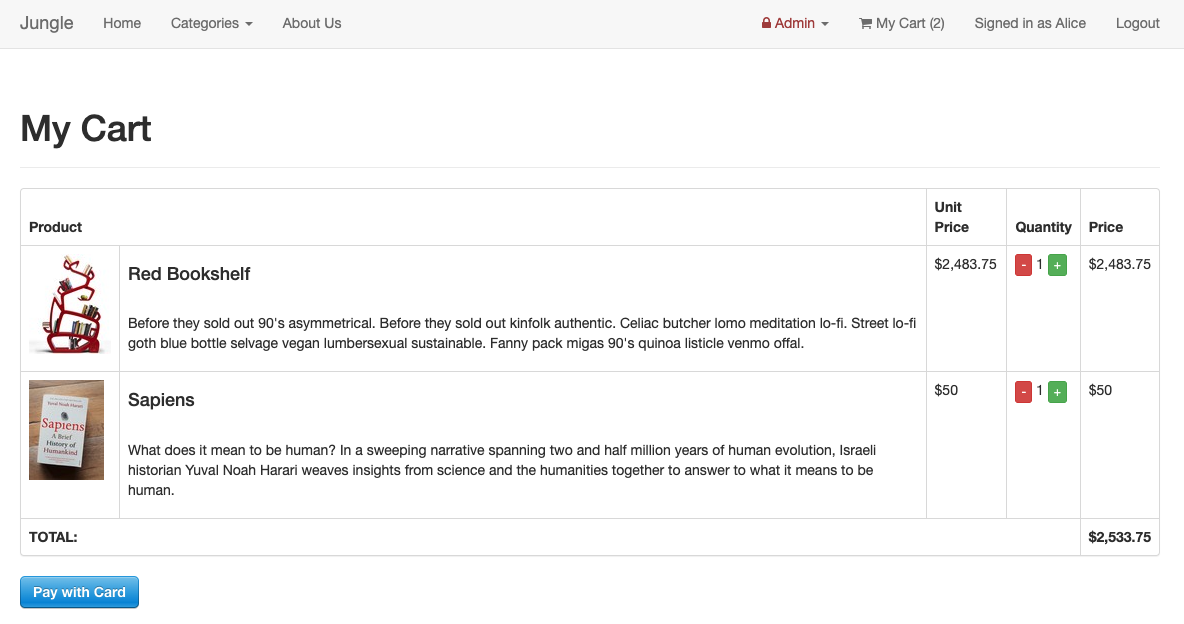 Jungle Home Categories About Us Admin My Cart (2) Signed in as Alice Logout
My Cart
Product Unit Price Quantity Price
Red Bookshelf
$2,483.75 - 1 + $2,483.75
Before they sold out 90's asymmetrical. Before they sold out kinfolk authentic. Celiac butcher lomo meditation lo-fi. Street lo-fi
goth blue bottle selvage vegan lumbersexual sustainable. Fanny pack migas 90's quinoa listicle venmo offal.
Yuval Noah Harari
Sapiens
A Brief
History of
Humankind
Sapiens
$50 - 1 + $50
What does it mean to be human? In a sweeping narrative spanning two and half million years of human evolution, Israeli
historian Yuval Noah Harari weaves insights from science and the humanities together to answer to what it means to be
human.
TOTAL: $2,533.75
Pay with Card